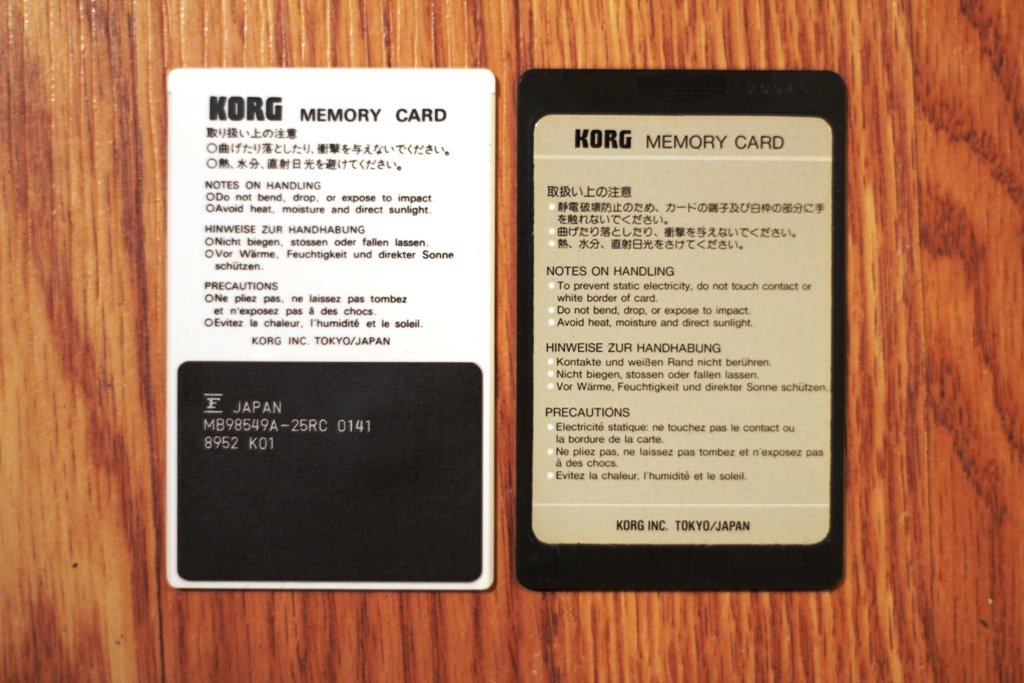 KORG MEMORY CARD
取り扱い上の注意
○曲げたり落としたり、衝撃を与えないでください。
○熱、水分、直射日光を避けてください。
NOTES ON HANDLING
○Do not bend, drop, or expose to impact.
○Avoid heat, moisture and direct sunlight.
HINWEISE ZUR HANDHABUNG
○Nicht biegen, stossen oder fallen lassen.
○Vor Wärme, Feuchtigkeit und direkter Sonne
schützen.
PRECAUTIONS
○Ne pliez pas, ne laissez pas tombez
et n'exposez pas â des chocs.
○Evitez la chaleur, l'humidité et le soleil.
KORG INC. TOKYO/JAPAN
JAPAN
MB98549A-25RC 0141
8952 K01
KORG MEMORY CARD
取扱い上の注意
●静電破壊防止のため、カードの端子及び白枠の部分に手
を触れないでください。
●曲げたり落としたり、衝撃を与えないでください。
●熱、水分、直射日光をさけてください。
NOTES ON HANDLING
●To prevent static electricity, do not touch contact or
white border of card.
●Do not bend, drop, or expose to impact.
●Avoid heat, moisture and direct sunlight.
HINWEISE ZUR HANDHABUNG
●Kontakte und weißen Rand nicht berühren.
●Nicht biegen, stossen oder fallen lassen.
●Vor Wärme, Feuchtigkeit und direkter Sonne schützen.
PRECAUTIONS
●Electricité statique: ne touchez pas le contact ou
la bordure de la carte.
●Ne pliez pas, ne laissez pas tombez et n'exposez pas
à des chocs.
●Evitez la chaleur, l'humidité et le soleil.
KORG INC. TOKYO/JAPAN